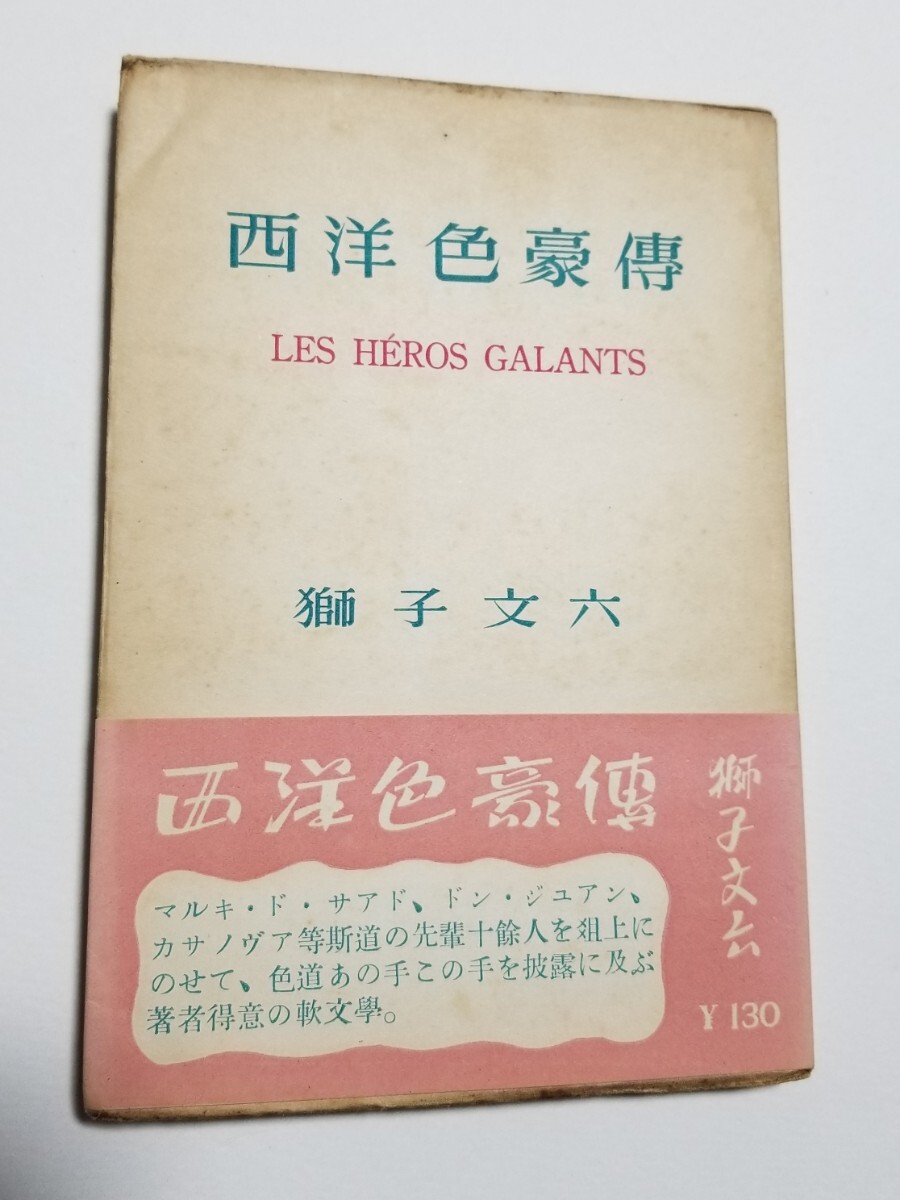 西洋色豪傳
LES HÉROS GALANTS
獅子文六
西洋色豪傳
獅子文六
マルキ・ド・サアド、ドン・ジュアン、
カサノヴァ等斯道の先輩十餘人を爼上に
のせて、色道あの手この手を披露に及ぶ
著者得意の軟文學。
¥130